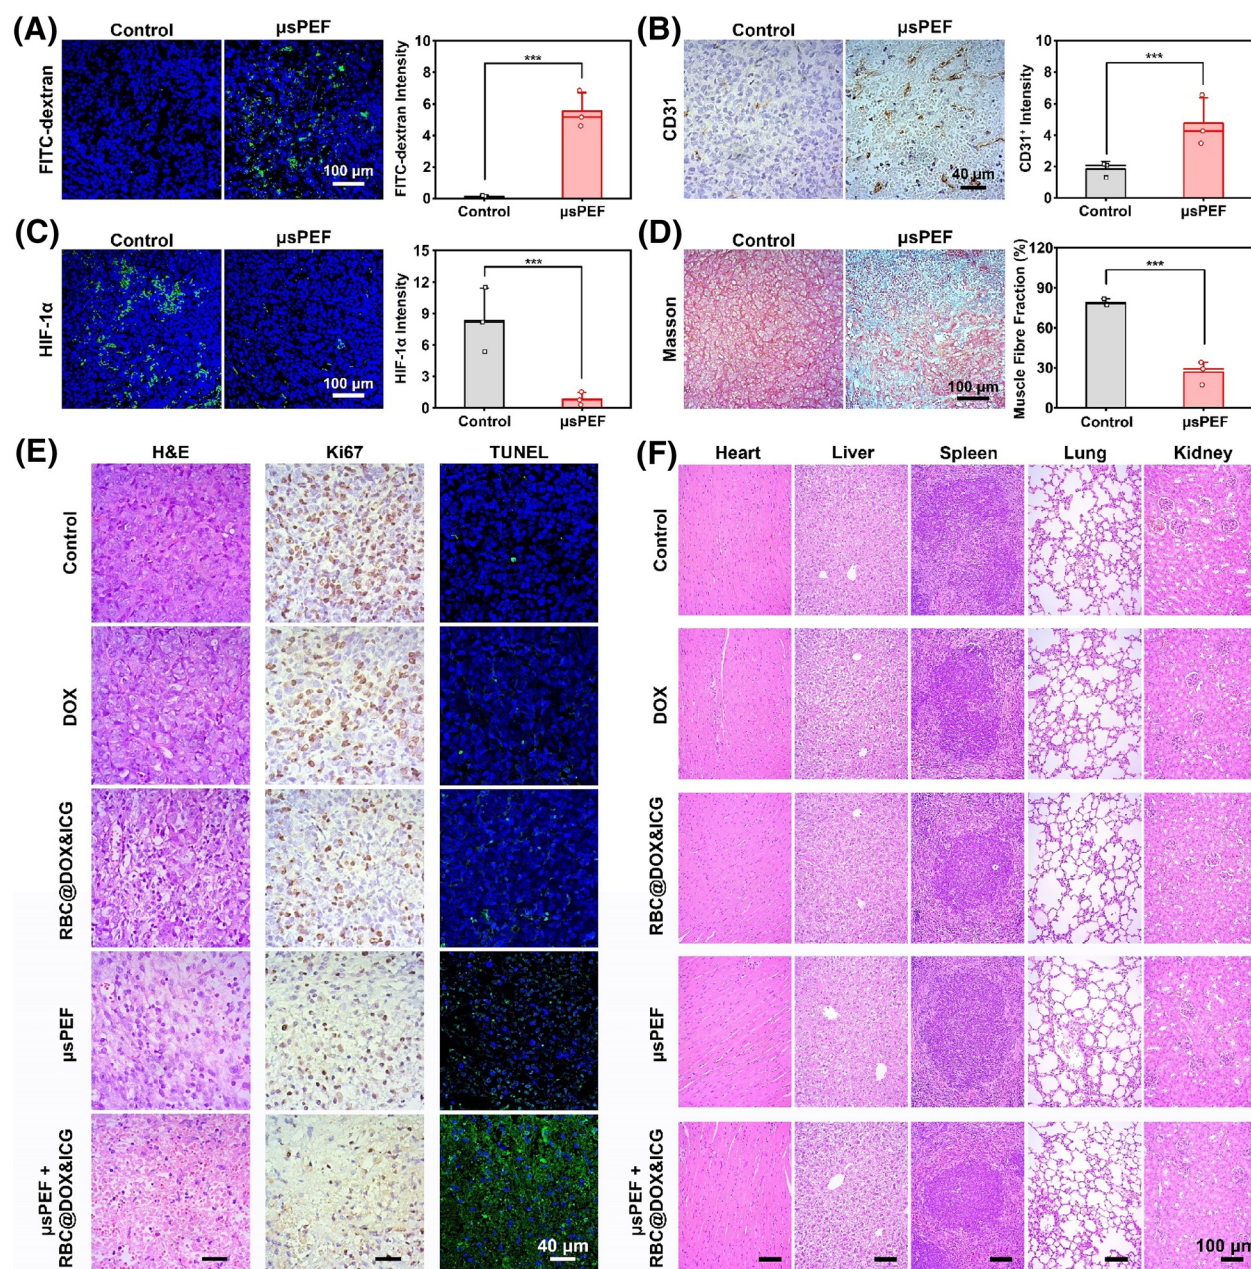 (A)
Control
µsPEF
FITC-dextran
100 µm
FITC-dextran Intensity
10
8
6
4
2
0
***
Control
µsPEF
(B)
Control
µsPEF
CD31
40 µm
CD31⁺ Intensity
10
8
6
4
2
0
***
Control
µsPEF
(C)
Control
µsPEF
HIF-1α
100 µm
HIF-1α Intensity
15
12
9
6
3
0
***
Control
µsPEF
(D)
Control
µsPEF
Masson
100 µm
Muscle Fibre Fraction (%)
120
90
60
30
0
***
Control
µsPEF
(E)
H&E
Ki67
TUNEL
Control
DOX
RBC@DOX&ICG
µsPEF
µsPEF +
RBC@DOX&ICG
40 µm
(F)
Heart
Liver
Spleen
Lung
Kidney
Control
DOX
RBC@DOX&ICG
µsPEF
µsPEF +
RBC@DOX&ICG
100 µm